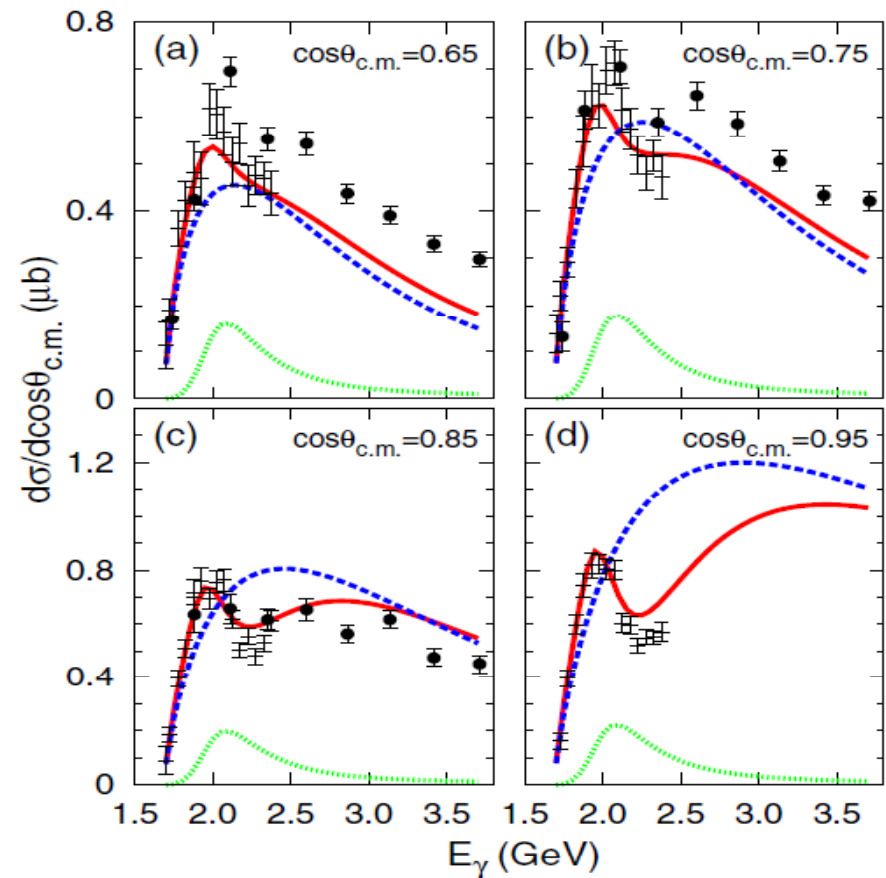 0.8
(a) cosθc.m.=0.65
(b) cosθc.m.=0.75
0.4
0
dσ/dcosθc.m. (μb)
(c) cosθc.m.=0.85
(d) cosθc.m.=0.95
1.2
0.8
0.4
0
1.5 2.0 2.5 3.0 3.5 1.5 2.0 2.5 3.0 3.5
Eγ (GeV)